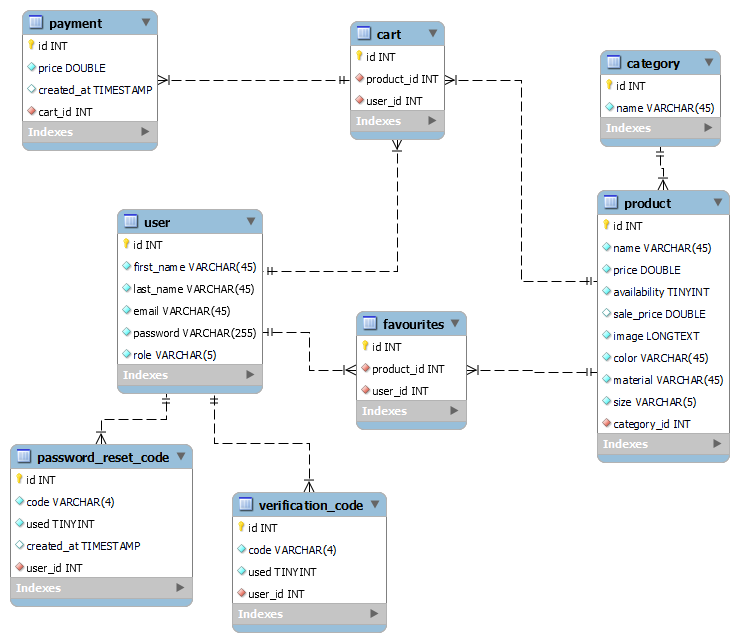 payment
id INT
price DOUBLE
created_at TIMESTAMP
cart_id INT
Indexes
cart
id INT
product_id INT
user_id INT
Indexes
category
id INT
name VARCHAR(45)
Indexes
user
id INT
first_name VARCHAR(45)
last_name VARCHAR(45)
email VARCHAR(45)
password VARCHAR(255)
role VARCHAR(5)
Indexes
product
id INT
name VARCHAR(45)
price DOUBLE
availability TINYINT
sale_price DOUBLE
image LONGTEXT
color VARCHAR(45)
material VARCHAR(45)
size VARCHAR(5)
category_id INT
Indexes
favourites
id INT
product_id INT
user_id INT
Indexes
password_reset_code
id INT
code VARCHAR(4)
used TINYINT
created_at TIMESTAMP
user_id INT
Indexes
verification_code
id INT
code VARCHAR(4)
used TINYINT
user_id INT
Indexes